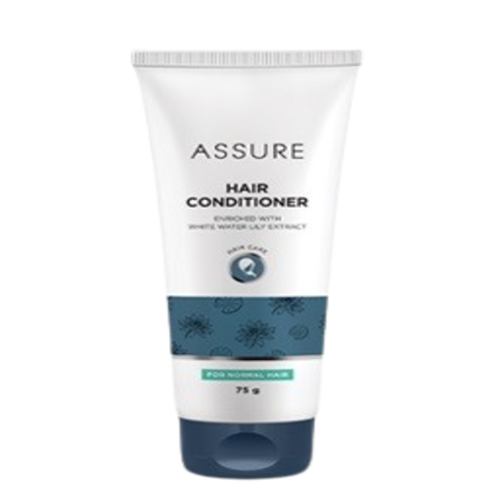 ASSURE
HAIR
CONDITIONER
ENRICHED WITH
WHITE WATER LILY EXTRACT
HAIR CARE
FOR NORMAL HAIR
75 g